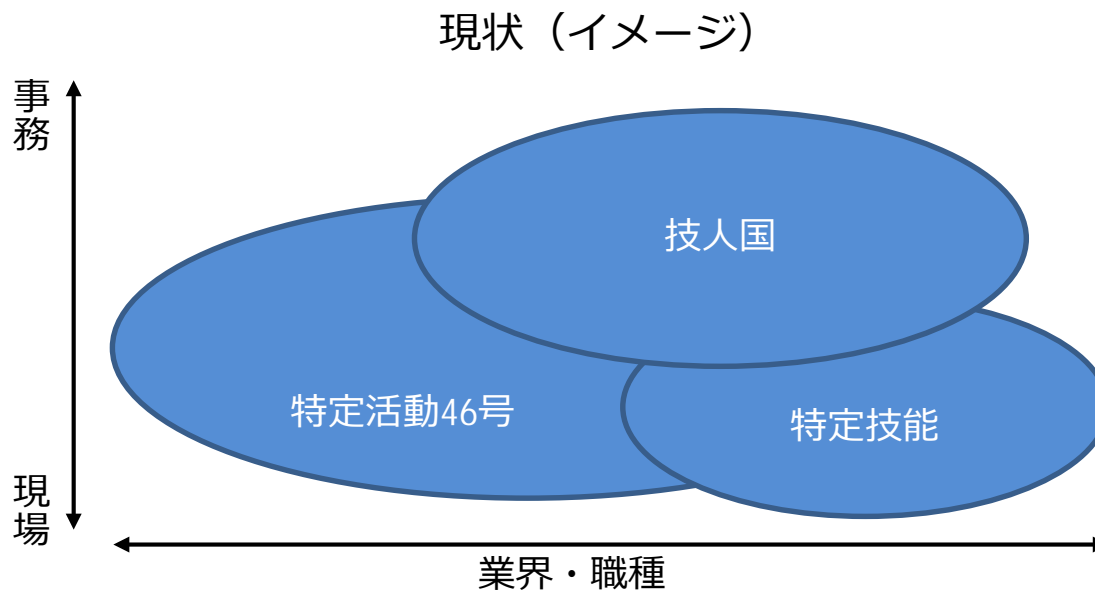 現状（イメージ）
事務
技人国
特定活動46号
特定技能
現場
業界・職種